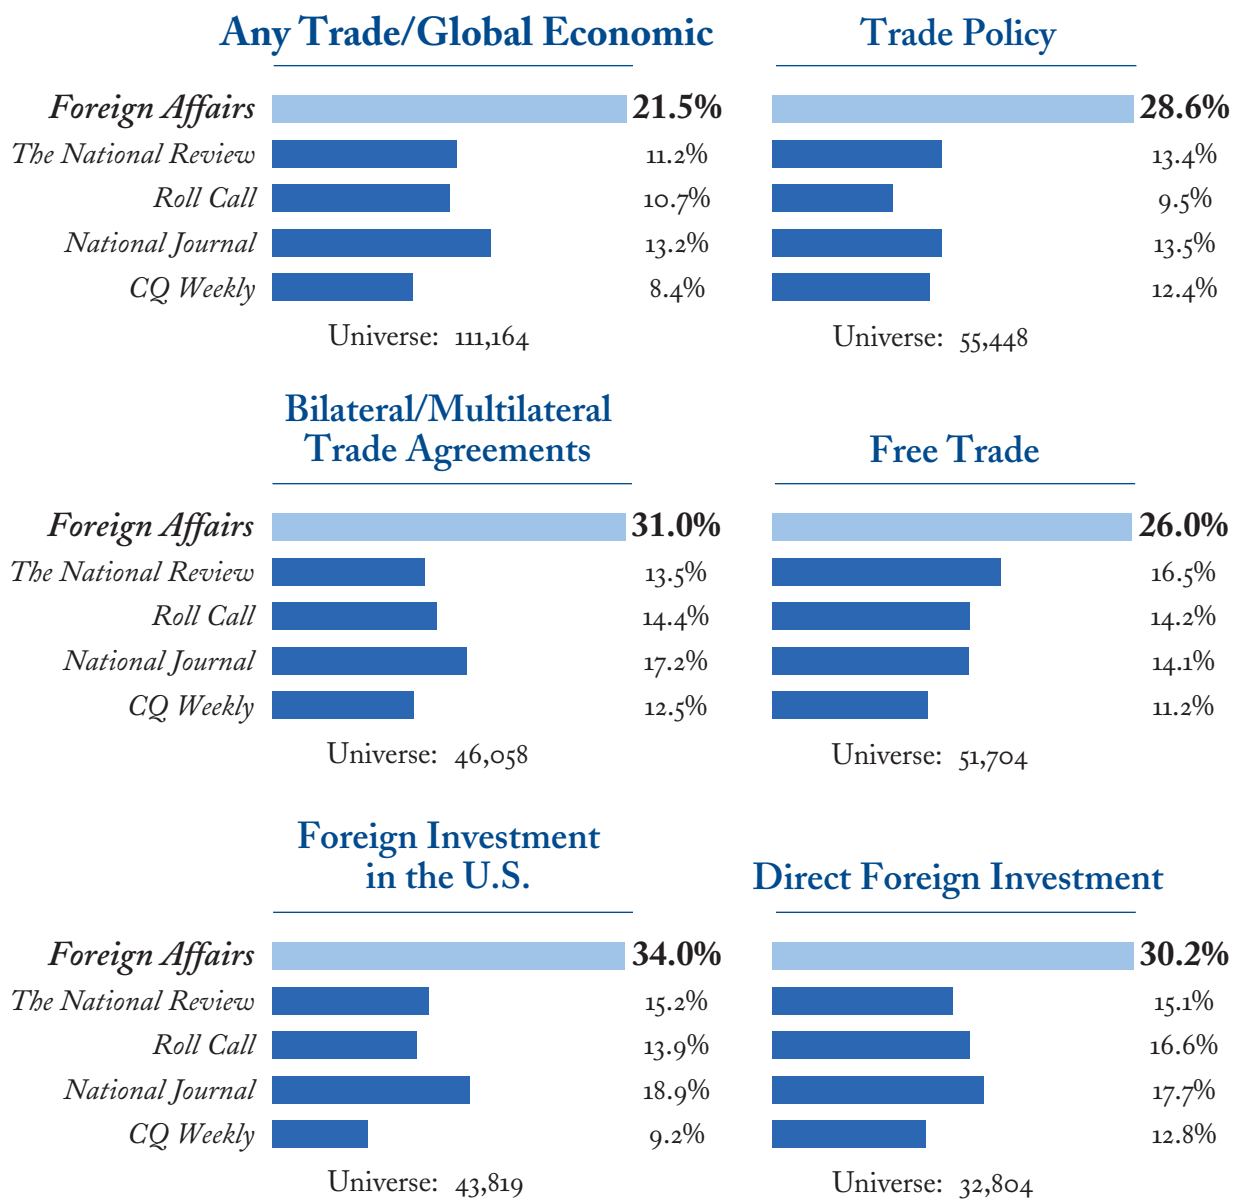 Any Trade/Global Economic
Foreign Affairs 21.5%
The National Review 11.2%
Roll Call 10.7%
National Journal 13.2%
CQ Weekly 8.4%
Universe: 111,164
Trade Policy
28.6%
13.4%
9.5%
13.5%
12.4%
Universe: 55,448
Bilateral/Multilateral
Trade Agreements
Foreign Affairs 31.0%
The National Review 13.5%
Roll Call 14.4%
National Journal 17.2%
CQ Weekly 12.5%
Universe: 46,058
Free Trade
26.0%
16.5%
14.2%
14.1%
11.2%
Universe: 51,704
Foreign Investment
in the U.S.
Foreign Affairs 34.0%
The National Review 15.2%
Roll Call 13.9%
National Journal 18.9%
CQ Weekly 9.2%
Universe: 43,819
Direct Foreign Investment
30.2%
15.1%
16.6%
17.7%
12.8%
Universe: 32,804